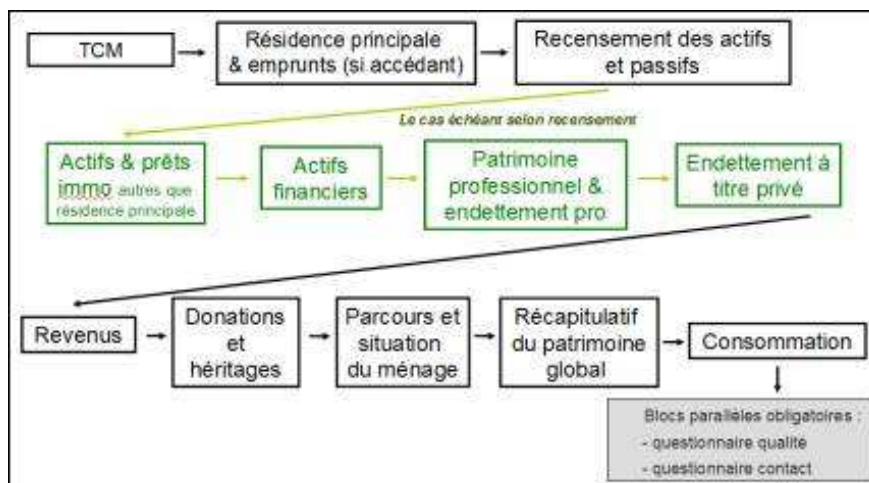 TCM
Résidence principale
& emprunts (si accédant)
Recensement des actifs
et passifs
Le cas échéant selon recensement
Actifs & prêts
immo autres que
résidence principale
Actifs
financiers
Patrimoine
professionnel &
endettement pro
Endettement à
titre privé
Revenus
Donations
et
héritages
Parcours et
situation
du ménage
Récapitulatif
du patrimoine
global
Consommation
Blocs parallèles obligatoires :
- questionnaire qualité
- questionnaire contact